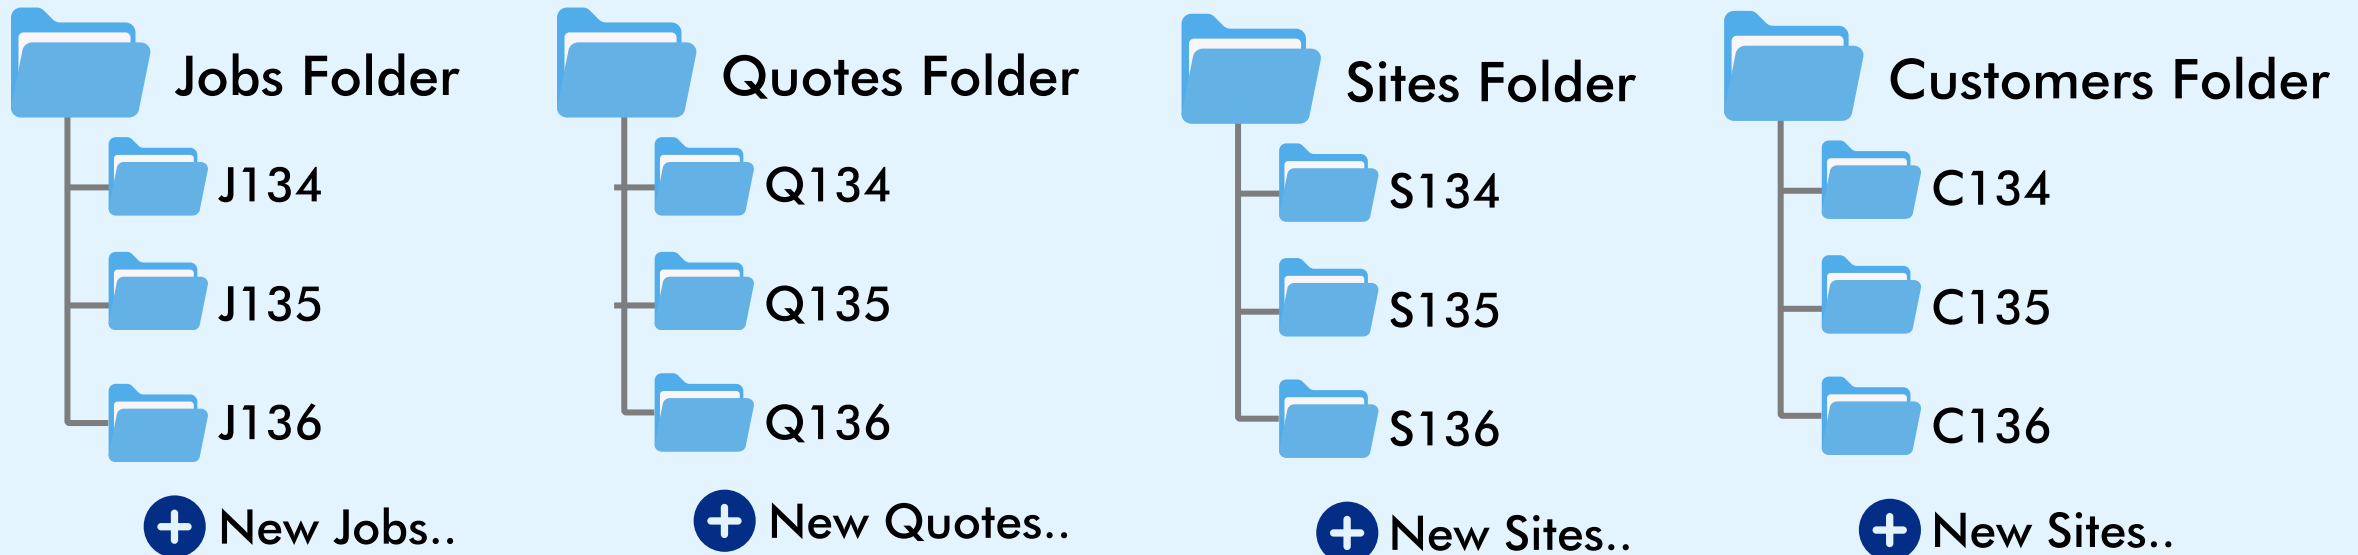 Jobs Folder
J134
J135
J136
New Jobs..
Quotes Folder
Q134
Q135
Q136
New Quotes..
Sites Folder
S134
S135
S136
New Sites..
Customers Folder
C134
C135
C136
New Sites..